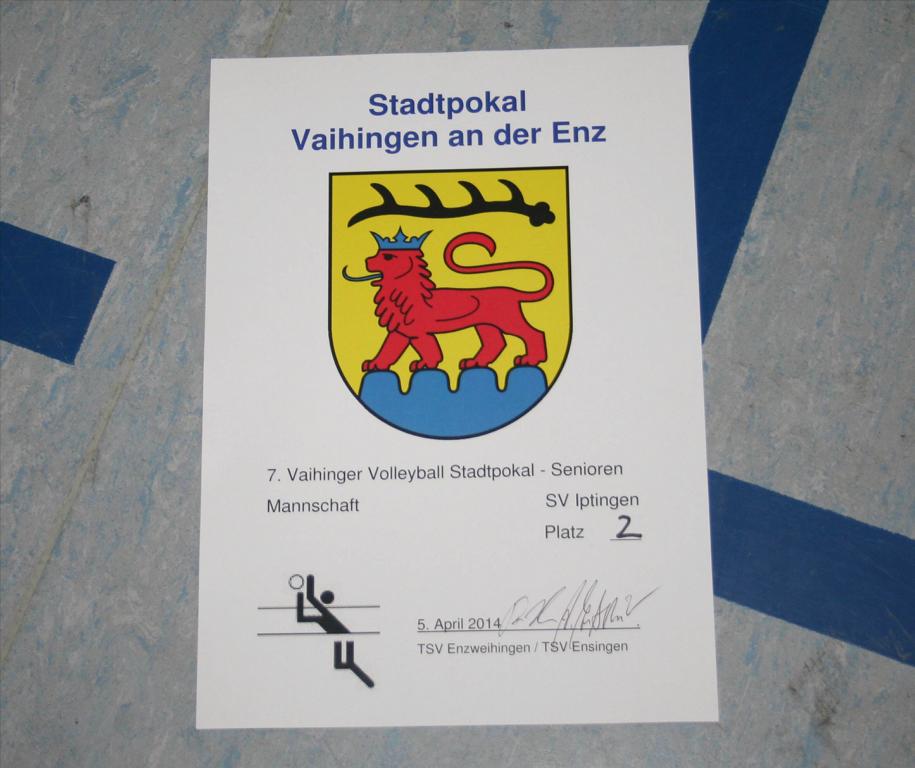 Stadtpokal
Vaihingen an der Enz
7. Vaihinger Volleyball Stadtpokal - Senioren
Mannschaft SV Iptingen
Platz 2
5. April 2014
TSV Enzweihingen / TSV Ensingen